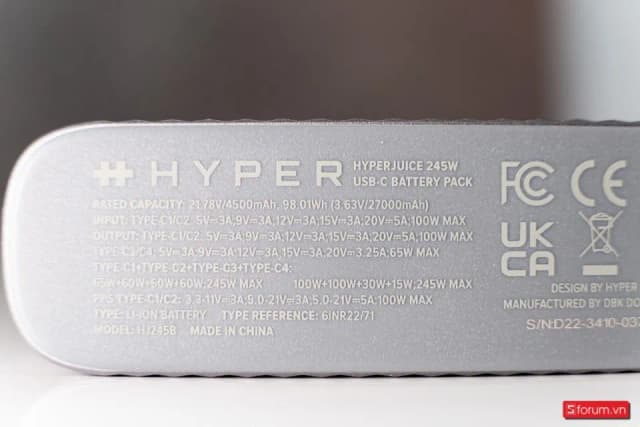 HYPER
HYPERJUICE 245W
USB-C BATTERY PACK
RATED CAPACITY: 21.78V/4500mAh, 98.01Wh (3.63V/27000mAh)
INPUT: TYPE-C1/C2: 5V⎓3A;9V⎓3A,12V⎓3A;15V⎓3A;20V⎓5A;100W MAX
OUTPUT: TYPE-C1/C2: 5V⎓3A;9V⎓3A;12V⎓3A;15V⎓3A;20V⎓5A;100W MAX
TYPE-C3/C4: 5V⎓3A;9V⎓3A;12V⎓3A,15V⎓3A,20V⎓3.25A;65W MAX
TYPE-C1+TYPE-C2+TYPE-C3+TYPE-C4:
65W+60W+50W+60W;245W MAX 100W+100W+30W+15W;245W MAX
PPS TYPE-C1/C2: 3.3-11V⎓3A;5.0-21V⎓3A,5.0-21V⎓5A;100W MAX
TYPE: LI-ION BATTERY TYPE REFERENCE: 6INR22/71
MODEL: HJ245B MADE IN CHINA
FC CE
UK
CA
DESIGN BY HYPER
MANUFACTURED BY DBK DO
S/N:D22-3410-03
Sforum.vn